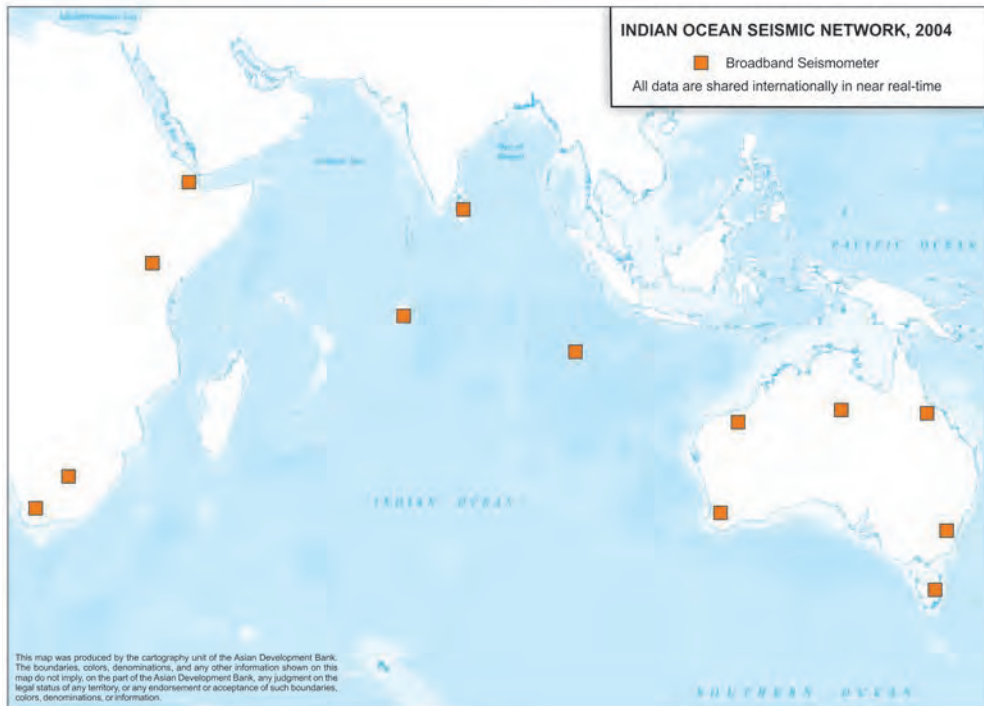 Mediterranean Sea
INDIAN OCEAN SEISMIC NETWORK, 2004
Broadband Seismometer
All data are shared internationally in near real-time
Arabian Sea
Bay of
Bengal
PACIFIC OCEAN
INDIAN OCEAN
This map was produced by the cartography unit of the Asian Development Bank.
The boundaries, colors, denominations, and any other information shown on this
map do not imply, on the part of the Asian Development Bank, any judgment on the
legal status of any territory, or any endorsement or acceptance of such boundaries,
colors, denominations, or information.
SOUTHERN OCEAN